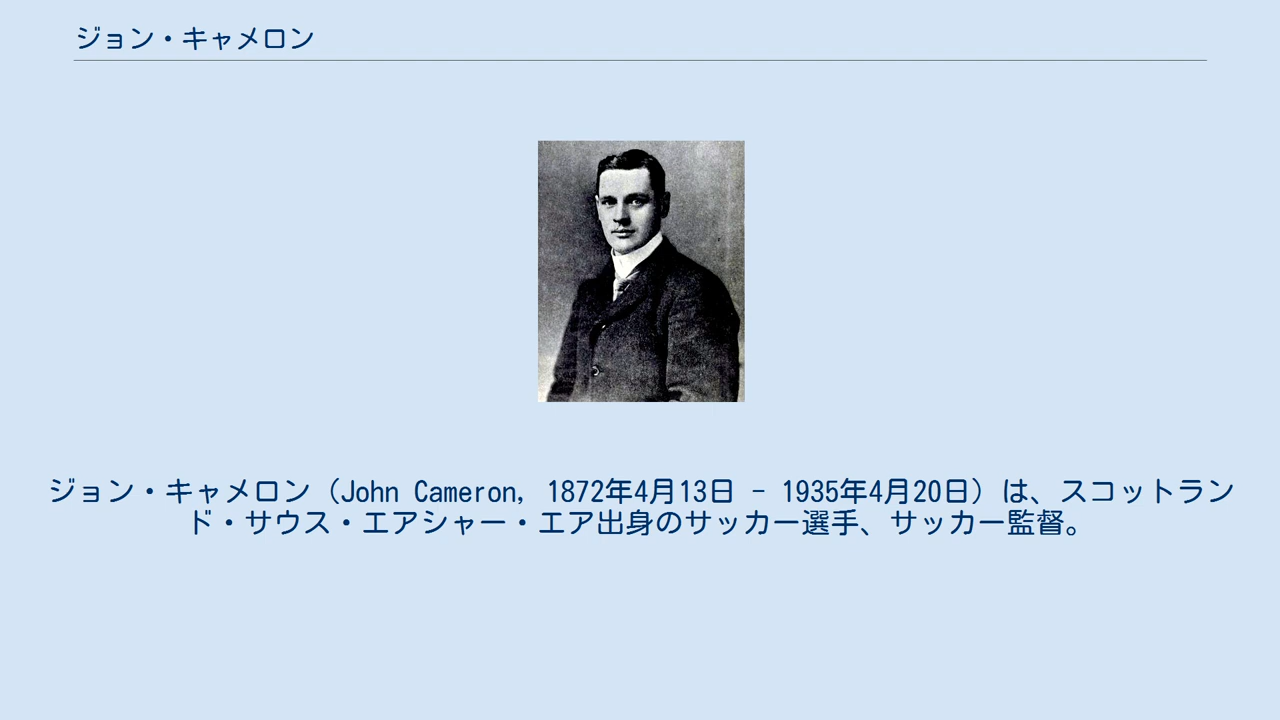 ジョン・キャメロン
ジョン・キャメロン（John Cameron, 1872年4月13日 - 1935年4月20日）は、スコットラン
ド・サウス・エアシャー・エア出身のサッカー選手、サッカー監督。